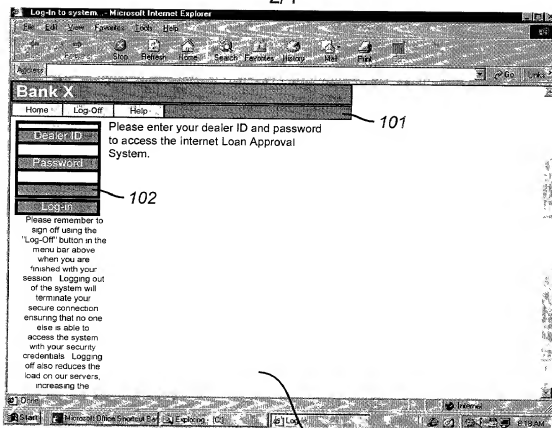 2/4
Log-In to system. - Microsoft Internet Explorer
File Edit View Favorites Tools Help
Stop Refresh Home Search Favorites History Mail Print
Address Go Links
Bank X
Home Log-Off Help
101
Dealer ID
Password
Log-In
102
Please enter your dealer ID and password
to access the internet Loan Approval
System.
Please remember to
sign off using the
"Log-Off" button in the
menu bar above
when you are
finished with your
session Logging out
of the system will
terminate your
secure connection
ensuring that no one
else is able to
access the system
with your security
credentials Logging
off also reduces the
load on our servers,
increasing the
Done Internet
Start Microsoft Office Shortcut Bar Exploring - C:\ Log 8:18 AM